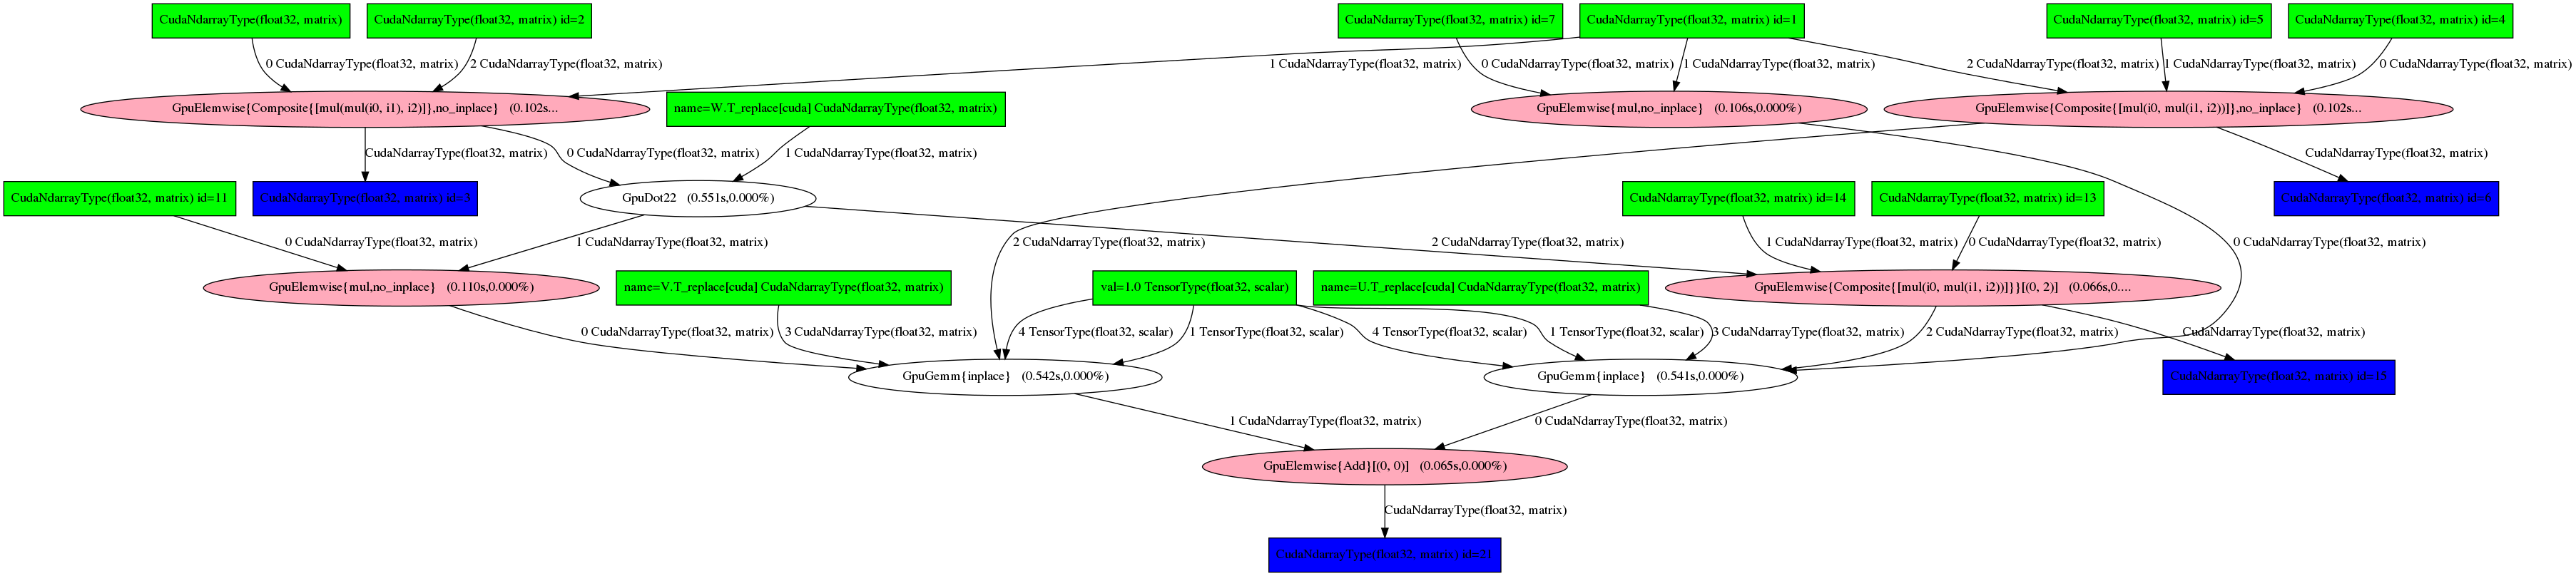 CudaNdarrayType(float32, matrix)
CudaNdarrayType(float32, matrix) id=2
CudaNdarrayType(float32, matrix) id=7
CudaNdarrayType(float32, matrix) id=1
CudaNdarrayType(float32, matrix) id=5
CudaNdarrayType(float32, matrix) id=4
0 CudaNdarrayType(float32, matrix)
2 CudaNdarrayType(float32, matrix)
1 CudaNdarrayType(float32, matrix)
0 CudaNdarrayType(float32, matrix)
1 CudaNdarrayType(float32, matrix)
2 CudaNdarrayType(float32, matrix)
1 CudaNdarrayType(float32, matrix)
0 CudaNdarrayType(float32, matrix)
GpuElemwise{Composite{[mul(mul(i0, i1), i2)]},no_inplace} (0.102s...
name=W.T_replace[cuda] CudaNdarrayType(float32, matrix)
GpuElemwise{mul,no_inplace} (0.106s,0.000%)
GpuElemwise{Composite{[mul(i0, mul(i1, i2))]},no_inplace} (0.102s...
CudaNdarrayType(float32, matrix)
0 CudaNdarrayType(float32, matrix)
1 CudaNdarrayType(float32, matrix)
CudaNdarrayType(float32, matrix)
CudaNdarrayType(float32, matrix) id=11
CudaNdarrayType(float32, matrix) id=3
GpuDot22 (0.551s,0.000%)
CudaNdarrayType(float32, matrix) id=14
CudaNdarrayType(float32, matrix) id=13
CudaNdarrayType(float32, matrix) id=6
0 CudaNdarrayType(float32, matrix)
1 CudaNdarrayType(float32, matrix)
2 CudaNdarrayType(float32, matrix)
2 CudaNdarrayType(float32, matrix)
1 CudaNdarrayType(float32, matrix)
0 CudaNdarrayType(float32, matrix)
0 CudaNdarrayType(float32, matrix)
GpuElemwise{mul,no_inplace} (0.110s,0.000%)
name=V.T_replace[cuda] CudaNdarrayType(float32, matrix)
val=1.0 TensorType(float32, scalar)
name=U.T_replace[cuda] CudaNdarrayType(float32, matrix)
GpuElemwise{Composite{[mul(i0, mul(i1, i2))]}}[(0, 2)] (0.066s,0....
0 CudaNdarrayType(float32, matrix)
3 CudaNdarrayType(float32, matrix)
4 TensorType(float32, scalar)
1 TensorType(float32, scalar)
4 TensorType(float32, scalar)
1 TensorType(float32, scalar)
3 CudaNdarrayType(float32, matrix)
2 CudaNdarrayType(float32, matrix)
CudaNdarrayType(float32, matrix)
GpuGemm{inplace} (0.542s,0.000%)
GpuGemm{inplace} (0.541s,0.000%)
CudaNdarrayType(float32, matrix) id=15
1 CudaNdarrayType(float32, matrix)
0 CudaNdarrayType(float32, matrix)
GpuElemwise{Add}[(0, 0)] (0.065s,0.000%)
CudaNdarrayType(float32, matrix)
CudaNdarrayType(float32, matrix) id=21